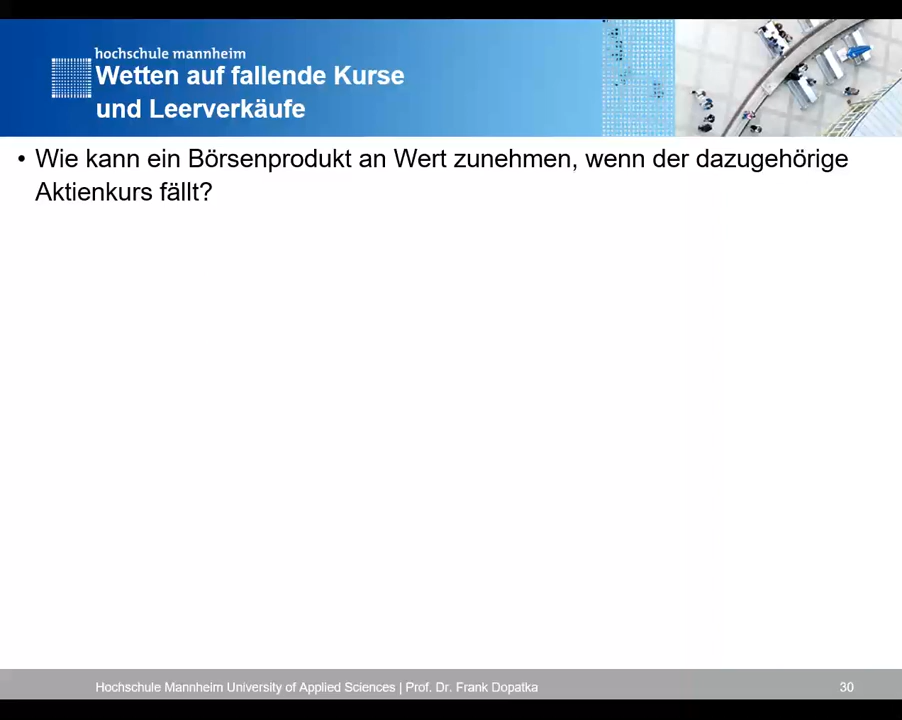 hochschule mannheim
Wetten auf fallende Kurse
und Leerverkäufe
• Wie kann ein Börsenprodukt an Wert zunehmen, wenn der dazugehörige
Aktienkurs fällt?
Hochschule Mannheim University of Applied Sciences | Prof. Dr. Frank Dopatka
30